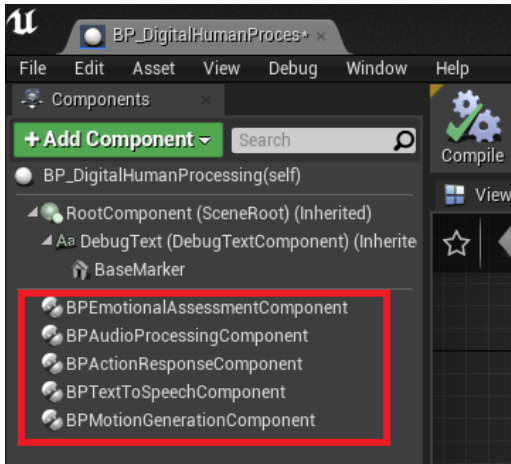 BP_DigitalHumanProces*
File Edit Asset View Debug Window Help
Components
+Add Component
Search
Compile
BP_DigitalHumanProcessing(self)
View
RootComponent (SceneRoot) (Inherited)
Aa DebugText (DebugTextComponent) (Inherite
BaseMarker
BPEmotionalAssessmentComponent
BPAudioProcessingComponent
BPActionResponseComponent
BPTextToSpeechComponent
BPMotionGenerationComponent